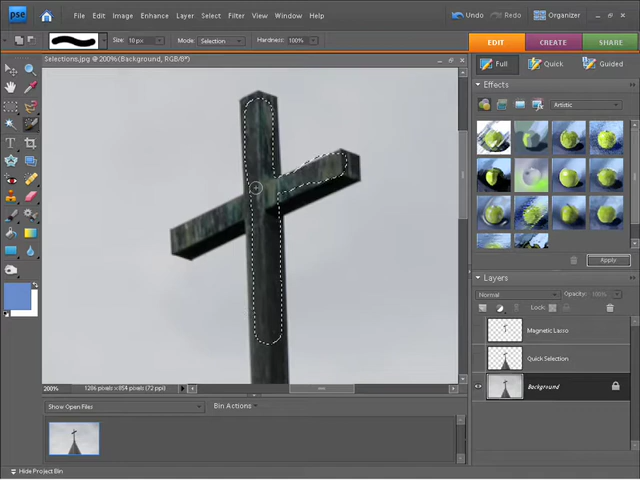 pse File Edit Image Enhance Layer Select Filter View Window Help Undo Redo Organizer
Size: 10 px Mode: Selection Hardness: 100% EDIT CREATE SHARE
Selections.jpg @ 200%(Background, RGB/8*)
Full Quick Guided
Effects
Artistic
Apply
Layers
Normal Opacity: 100%
Lock:
Magnetic Lasso
Quick Selection
Background
200% 1286 pixels x 854 pixels (72 ppi)
Show Open Files Bin Actions
Hide Project Bin